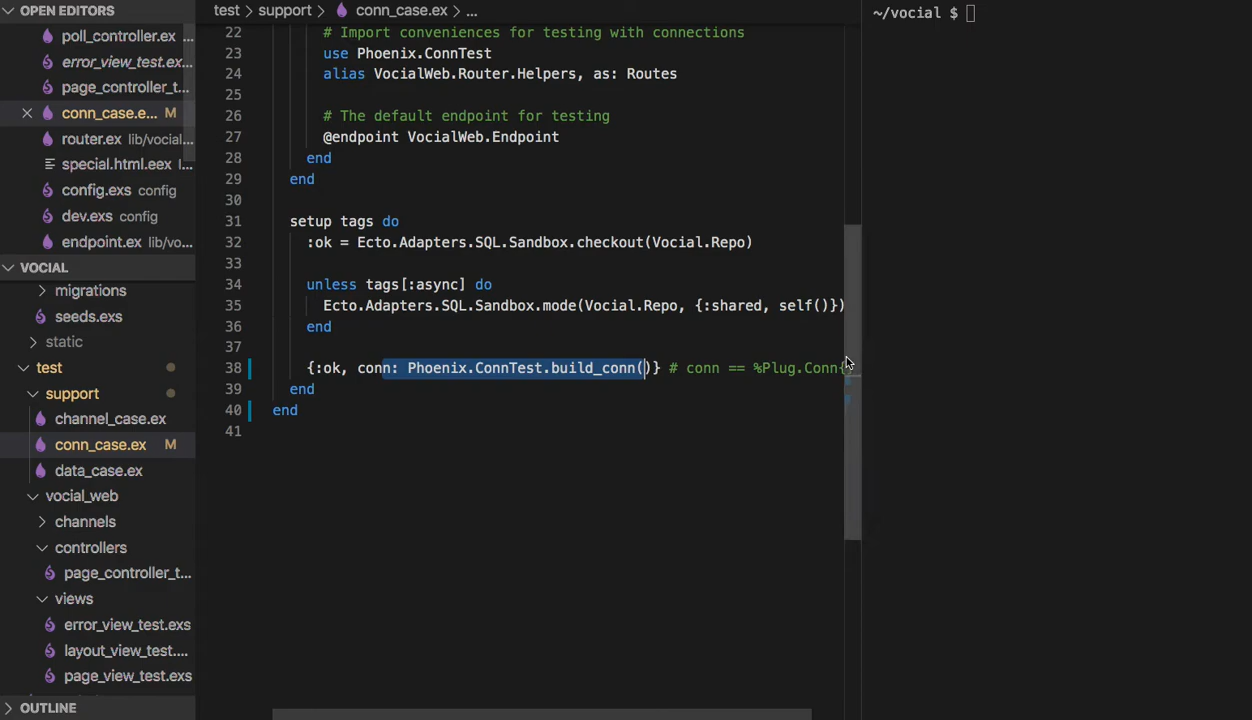 OPEN EDITORS
poll_controller.ex ...
error_view_test.ex...
page_controller_t...
conn_case.e... M
router.ex lib/vocial...
special.html.eex l...
config.exs config
dev.exs config
endpoint.ex lib/vo...
VOCIAL
migrations
seeds.exs
static
test
support
channel_case.ex
conn_case.ex M
data_case.ex
vocial_web
channels
controllers
page_controller_t...
views
error_view_test.exs
layout_view_test....
page_view_test.exs
OUTLINE
test > support > conn_case.ex > ...
22 # Import conveniences for testing with connections
23 use Phoenix.ConnTest
24 alias VocialWeb.Router.Helpers, as: Routes
25
26 # The default endpoint for testing
27 @endpoint VocialWeb.Endpoint
28 end
29 end
30
31 setup tags do
32 :ok = Ecto.Adapters.SQL.Sandbox.checkout(Vocial.Repo)
33
34 unless tags[:async] do
35 Ecto.Adapters.SQL.Sandbox.mode(Vocial.Repo, {:shared, self()})
36 end
37
38 {:ok, conn: Phoenix.ConnTest.build_conn()} # conn == %Plug.Conn{
39 end
40 end
41
~/vocial $